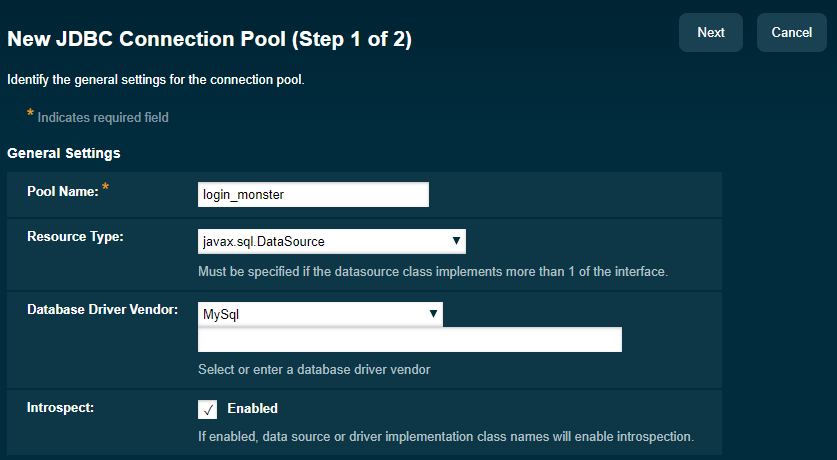 New JDBC Connection Pool (Step 1 of 2)
Next
Cancel
Identify the general settings for the connection pool.
* Indicates required field
General Settings
Pool Name: *
login_monster
Resource Type:
javax.sql.DataSource
Must be specified if the datasource class implements more than 1 of the interface.
Database Driver Vendor:
MySql
Select or enter a database driver vendor
Introspect:
Enabled
If enabled, data source or driver implementation class names will enable introspection.